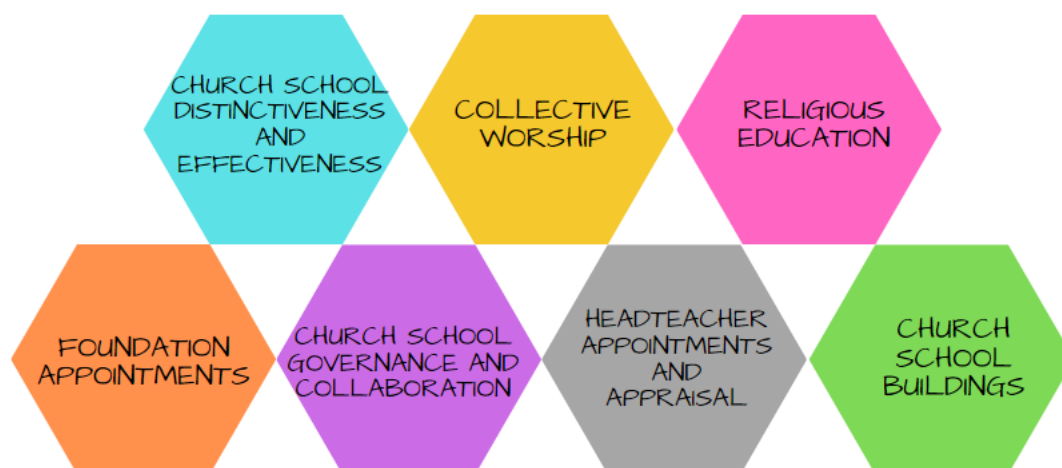 CHURCH SCHOOL
DISTINCTIVENESS
AND
EFFECTIVENESS
COLLECTIVE
WORSHIP
RELIGIOUS
EDUCATION
FOUNDATION
APPOINTMENTS
CHURCH SCHOOL
GOVERNANCE AND
COLLABORATION
HEADTEACHER
APPOINTMENTS
AND
APPRAISAL
CHURCH
SCHOOL
BUILDINGS